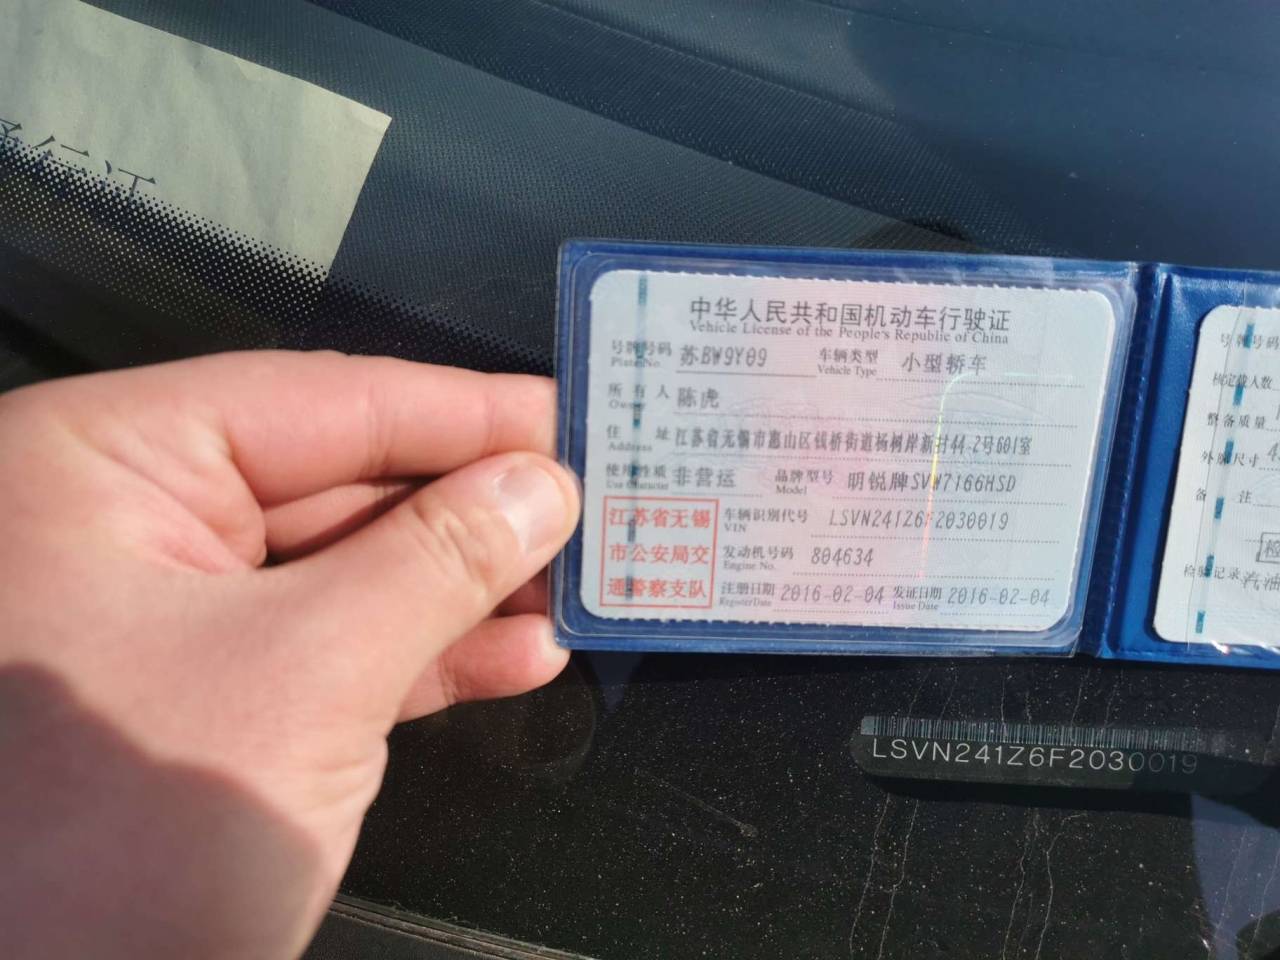 通行证
中华人民共和国机动车行驶证
Vehicle License of the People's Republic of China
号牌号码 苏BW9Y09 车辆类型 小型轿车
Plate No. Vehicle Type
所有人 陈虎
Owner
住址 江苏省无锡市惠山区钱桥街道杨树岸新村44-2号601室
Address
使用性质 非营运 品牌型号 明锐牌SVW7166HSD
Use Character Model
江苏省无锡
市公安局交
通警察支队
车辆识别代号 LSVN241Z6F2030019
VIN
发动机号码 804634
Engine No.
注册日期 2016-02-04 发证日期 2016-02-04
Register Date Issue Date
号牌号码
核定载人数
整备质量
外廓尺寸
备注
检验记录 汽油
LSVN241Z6F2030019